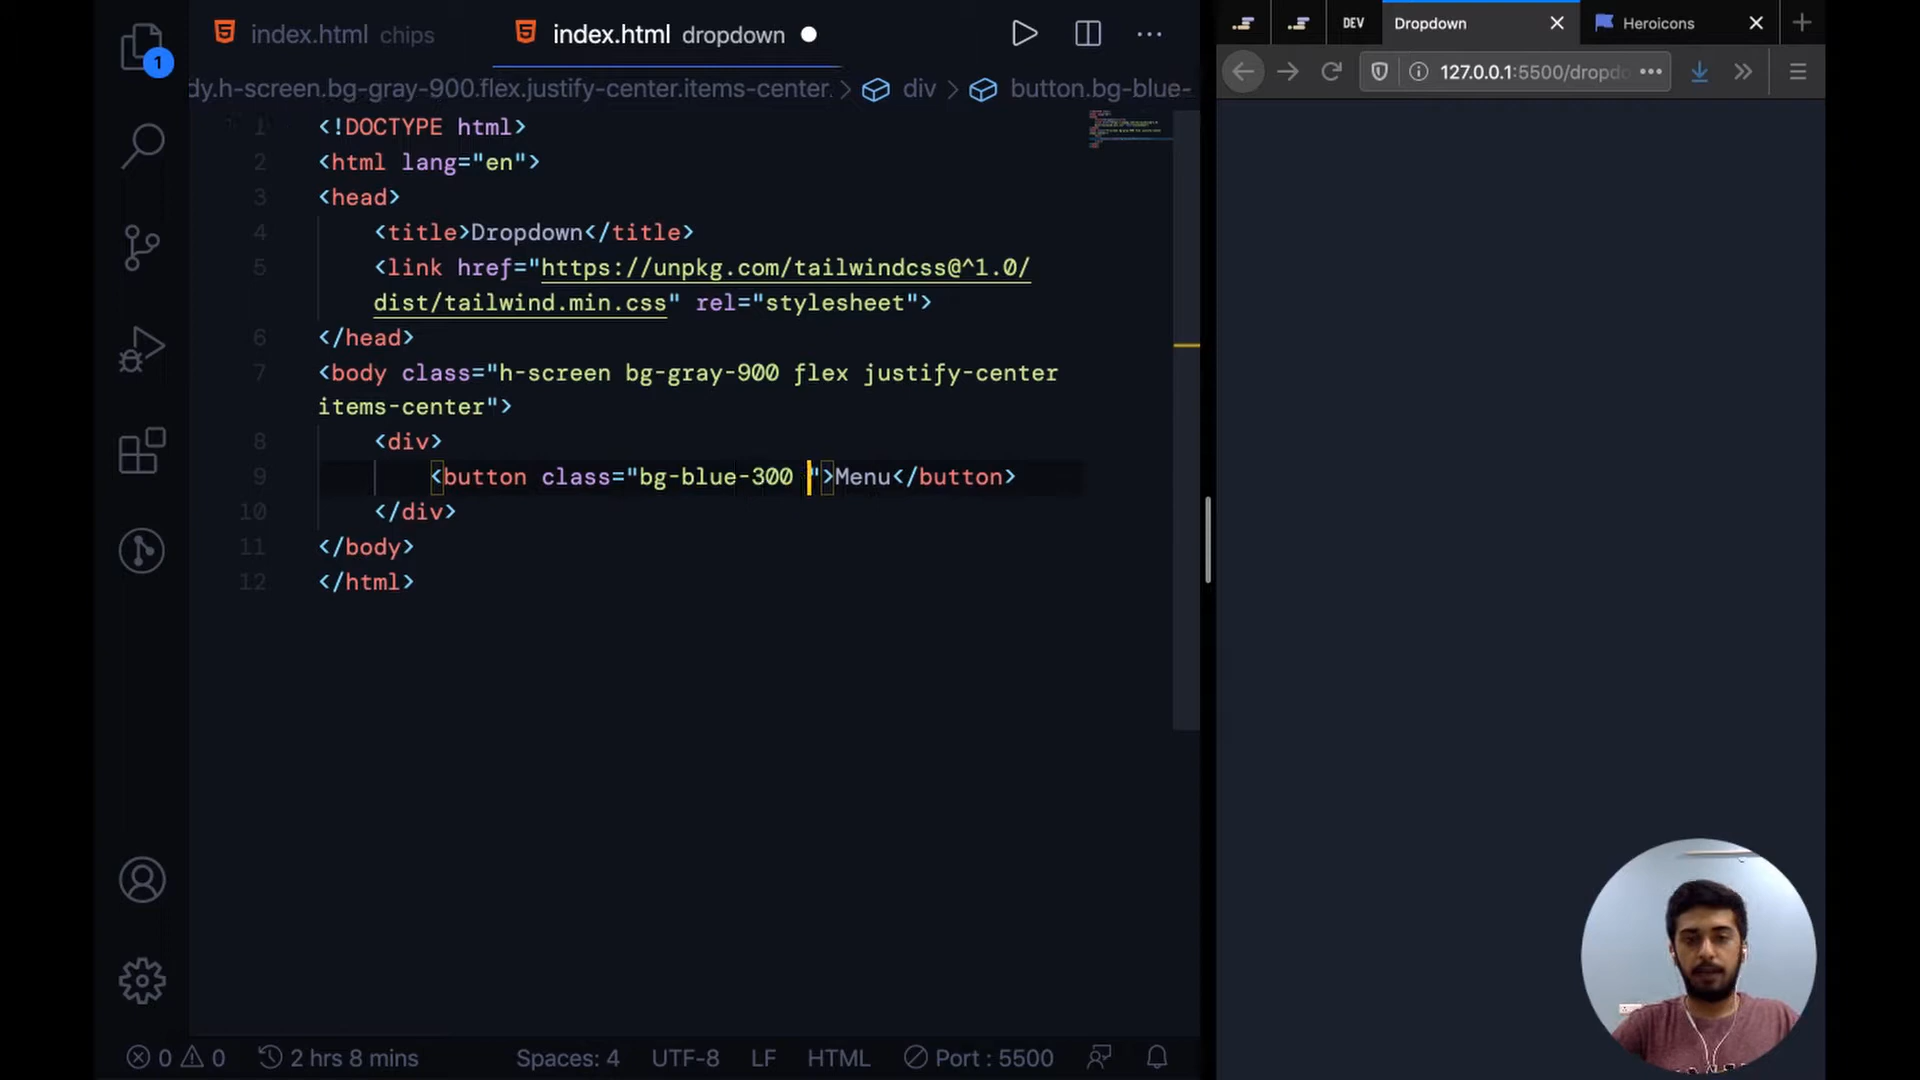 index.html chips
index.html dropdown
DEV
Dropdown
Heroicons
127.0.0.1:5500/dropdo
1
dy.h-screen.bg-gray-900.flex.justify-center.items-center. > div > button.bg-blue-
1 <!DOCTYPE html>
2 <html lang="en">
3 <head>
4 <title>Dropdown</title>
5 <link href="https://unpkg.com/tailwindcss@^1.0/
dist/tailwind.min.css" rel="stylesheet">
6 </head>
7 <body class="h-screen bg-gray-900 flex justify-center
items-center">
8 <div>
9 <button class="bg-blue-300 ">Menu</button>
10 </div>
11 </body>
12 </html>
0 0 2 hrs 8 mins Spaces: 4 UTF-8 LF HTML Port : 5500